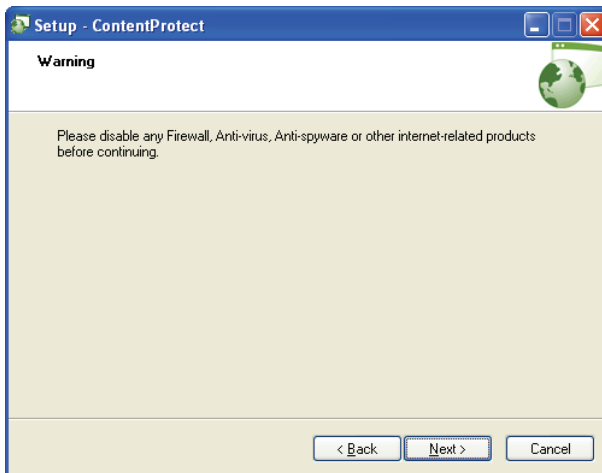 Setup - ContentProtect
Warning
Please disable any Firewall, Anti-virus, Anti-spyware or other internet-related products
before continuing.
< Back
Next >
Cancel